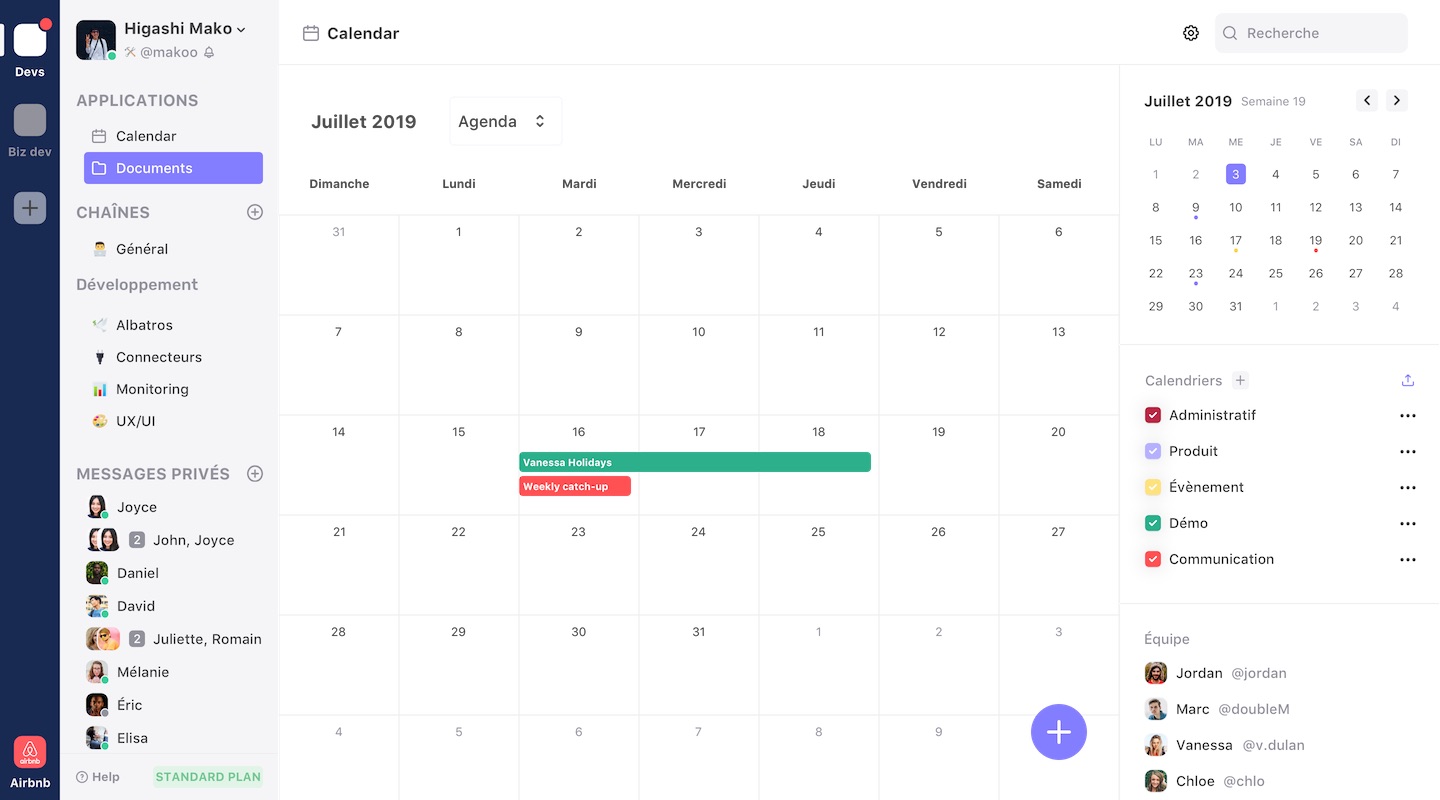 Devs
Biz dev
airbnb
Airbnb
Higashi Mako
@makoo
APPLICATIONS
Calendar
Documents
CHAÎNES
Général
Développement
Albatros
Connecteurs
Monitoring
UX/UI
MESSAGES PRIVÉS
Joyce
2 John, Joyce
Daniel
David
2 Juliette, Romain
Mélanie
Éric
Elisa
Help STANDARD PLAN
Calendar
Recherche
Juillet 2019 Agenda
Dimanche Lundi Mardi Mercredi Jeudi Vendredi Samedi
31 1 2 3 4 5 6
7 8 9 10 11 12 13
14 15 16 17 18 19 20
Vanessa Holidays
Weekly catch-up
21 22 23 24 25 26 27
28 29 30 31 1 2 3
4 5 6 7 8 9
Juillet 2019 Semaine 19
LU MA ME JE VE SA DI
1 2 3 4 5 6 7
8 9 10 11 12 13 14
15 16 17 18 19 20 21
22 23 24 25 26 27 28
29 30 31 1 2 3 4
Calendriers
Administratif
Produit
Évènement
Démo
Communication
Équipe
Jordan @jordan
Marc @doubleM
Vanessa @v.dulan
Chloe @chlo